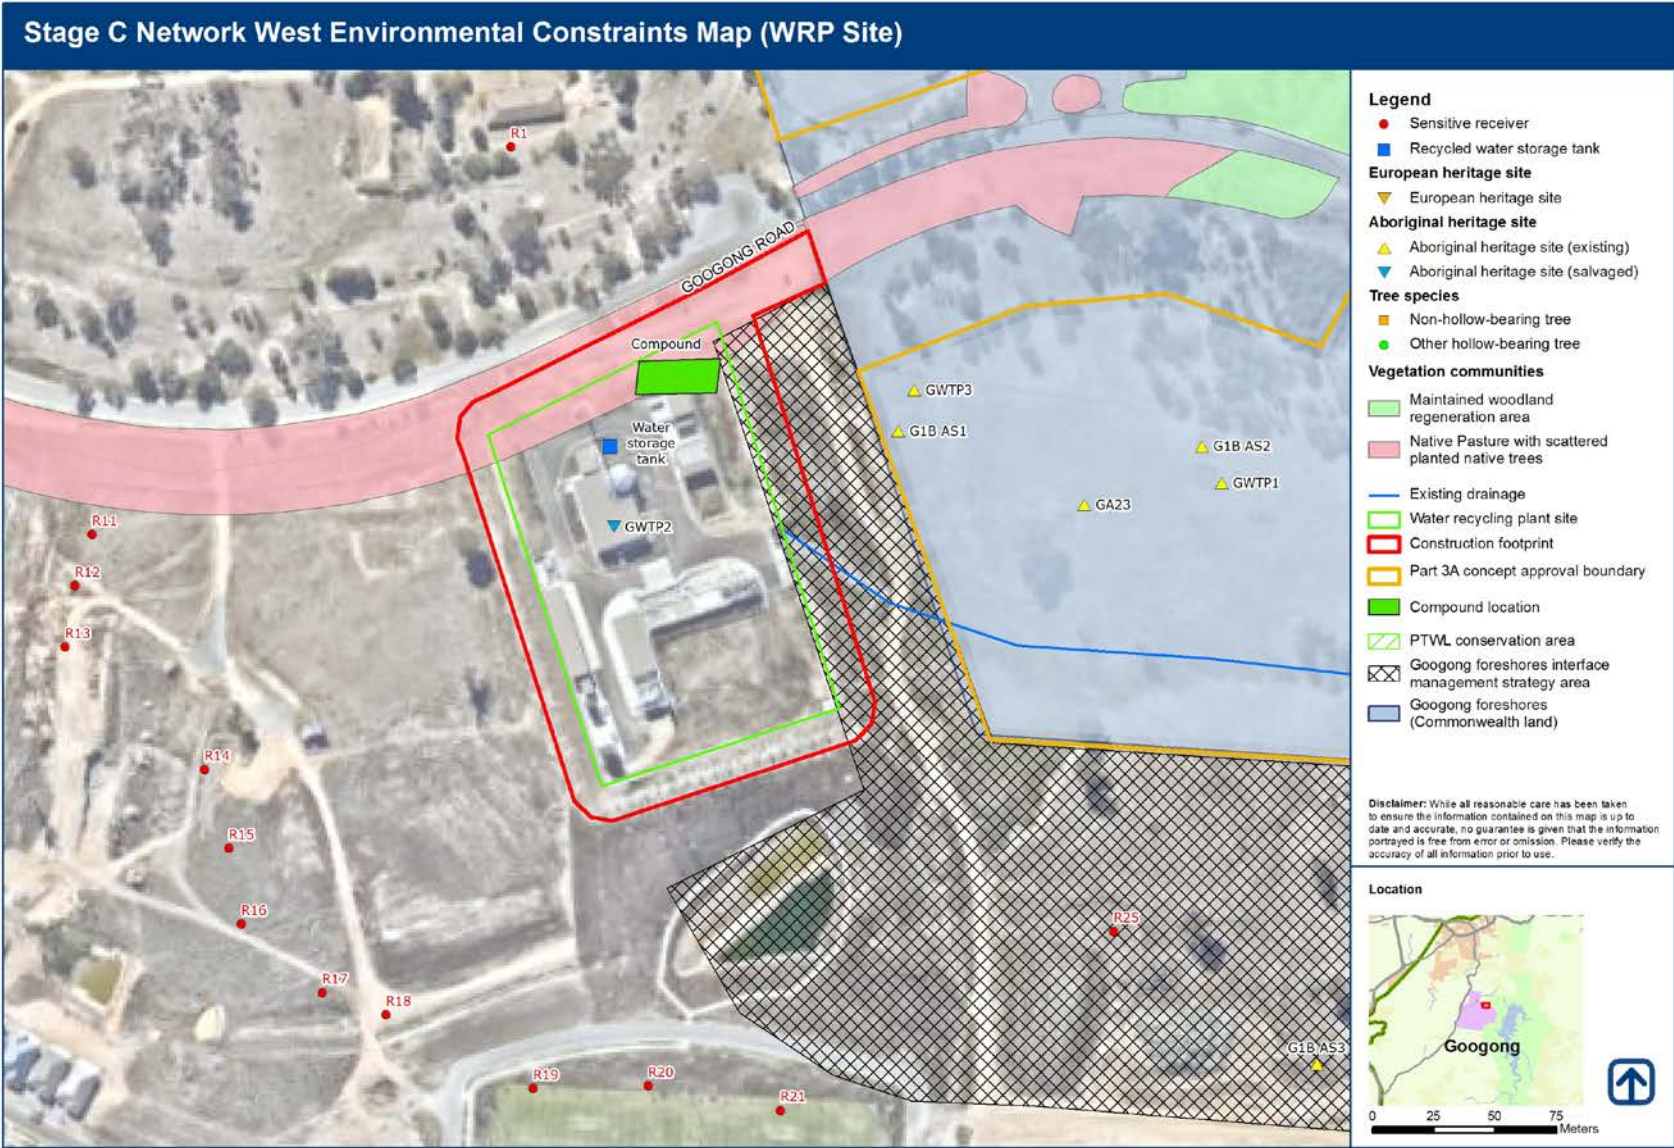 Stage C Network West Environmental Constraints Map (WRP Site)
R1
GOOGONG ROAD
Compound
Water
storage
tank
GWTP2
GWTP3
G1B AS1
G1B AS2
GWTP1
GA23
R11
R12
R13
R14
R15
R16
R17
R18
R19
R20
R21
R25
G1B AS3
Legend
Sensitive receiver
Recycled water storage tank
European heritage site
European heritage site
Aboriginal heritage site
Aboriginal heritage site (existing)
Aboriginal heritage site (salvaged)
Tree species
Non-hollow-bearing tree
Other hollow-bearing tree
Vegetation communities
Maintained woodland
regeneration area
Native Pasture with scattered
planted native trees
Existing drainage
Water recycling plant site
Construction footprint
Part 3A concept approval boundary
Compound location
PTWL conservation area
Googong foreshores interface
management strategy area
Googong foreshores
(Commonwealth land)
Disclaimer: While all reasonable care has been taken
to ensure the information contained on this map is up to
date and accurate, no guarantee is given that the information
portrayed is free from error or omission. Please verify the
accuracy of all information prior to use.
Location
Googong
0 25 50 75
Meters